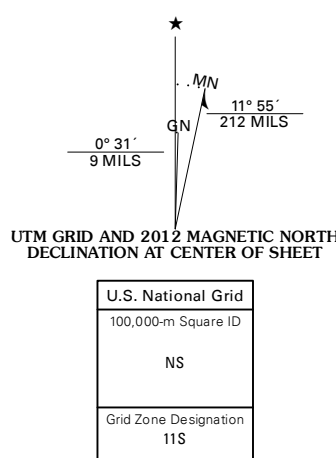 ★
MN
GN
11° 55´
212 MILS
0° 31´
9 MILS
UTM GRID AND 2012 MAGNETIC NORTH
DECLINATION AT CENTER OF SHEET
U.S. National Grid
100,000-m Square ID
NS
Grid Zone Designation
11S